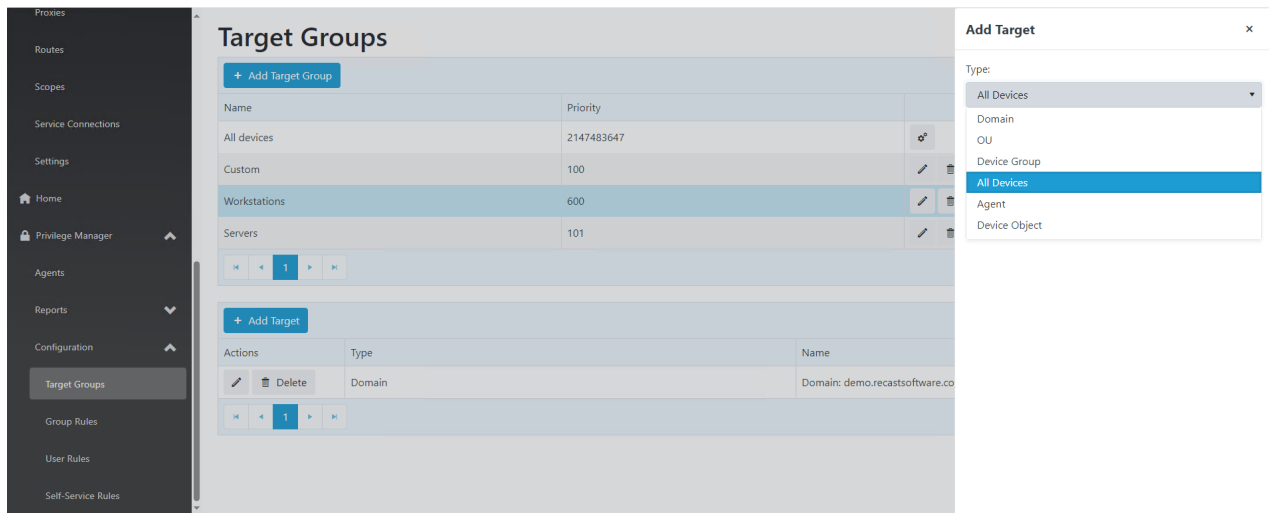 Proxies
Routes
Scopes
Service Connections
Settings
Home
Privilege Manager
Agents
Reports
Configuration
Target Groups
Group Rules
User Rules
Self-Service Rules
Target Groups
+ Add Target Group
Name Priority
All devices 2147483647
Custom 100
Workstations 600
Servers 101
1
+ Add Target
Actions Type Name
Delete Domain Domain: demo.recastsoftware.co
1
Add Target ×
Type:
All Devices
Domain
OU
Device Group
All Devices
Agent
Device Object